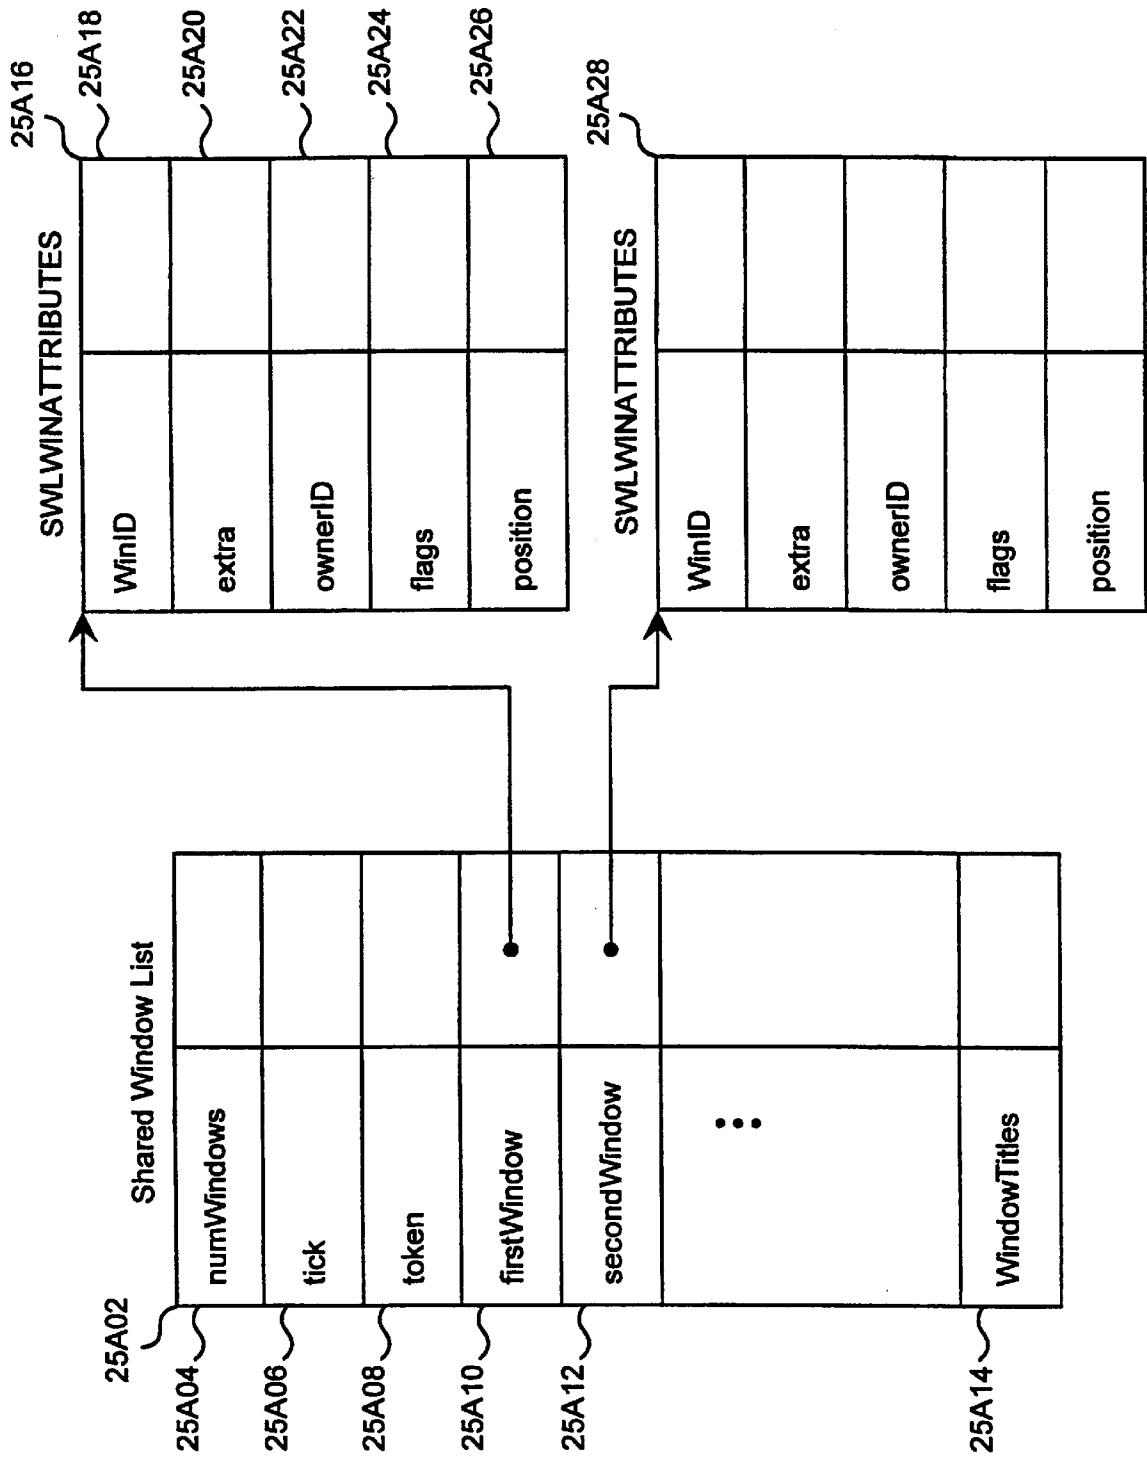 Shared Window List
25A02
25A04
numWindows
25A06
tick
25A08
token
25A10
firstWindow
25A12
secondWindow
25A14
WindowTitles
SWLWINATTRIBUTES
25A16
WinID
25A18
extra
25A20
ownerID
25A22
flags
25A24
position
25A26
SWLWINATTRIBUTES
25A28
WinID
extra
ownerID
flags
position